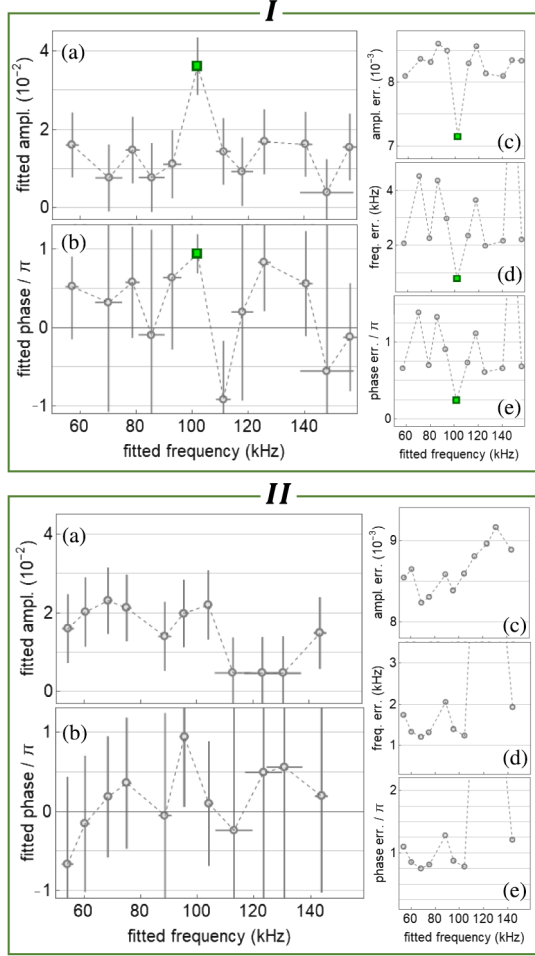 I
(a)
fitted ampl. (10⁻²)
4
2
0
(b)
fitted phase / π
1
0
-1
60 80 100 120 140
fitted frequency (kHz)
ampl. err. (10⁻³)
8
7
(c)
freq. err. (kHz)
4
2
(d)
phase err. / π
1
0
(e)
60 80 100 120 140
fitted frequency (kHz)
II
(a)
fitted ampl. (10⁻²)
4
2
0
(b)
fitted phase / π
1
0
-1
60 80 100 120 140
fitted frequency (kHz)
ampl. err. (10⁻³)
9
8
(c)
freq. err. (kHz)
3
2
1
(d)
phase err. / π
2
1
(e)
60 80 100 120 140
fitted frequency (kHz)